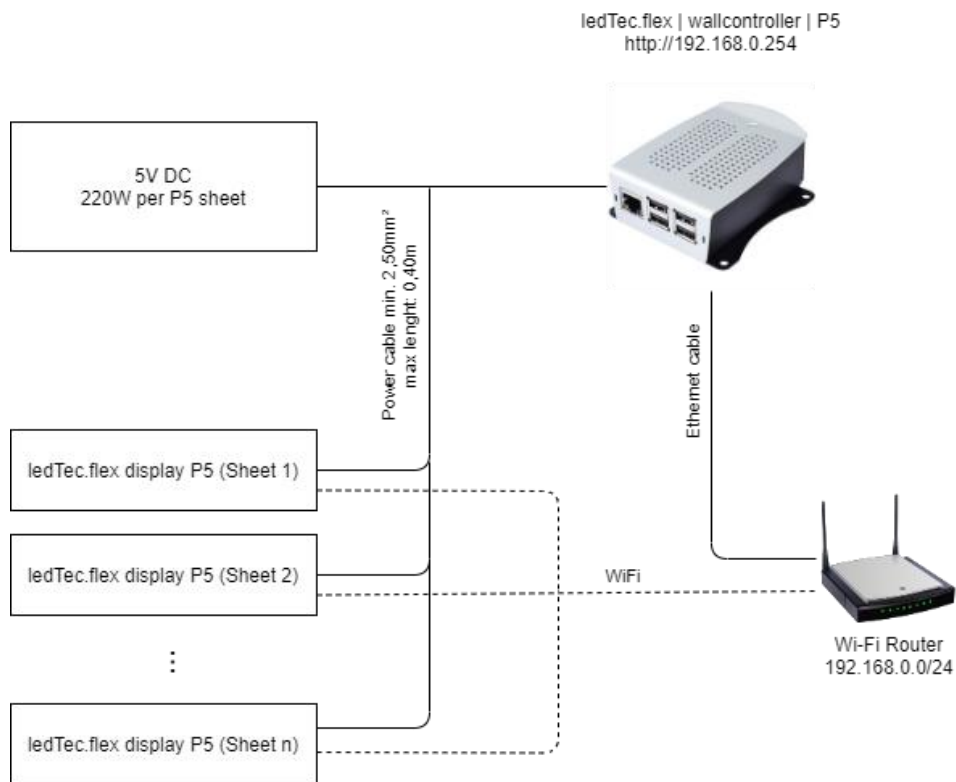 ledTec.flex | wallcontroller | P5
http://192.168.0.254
5V DC
220W per P5 sheet
Power cable min. 2,50mm²
max lenght: 0,40m
Ethernet cable
ledTec.flex display P5 (Sheet 1)
ledTec.flex display P5 (Sheet 2)
WiFi
⋮
ledTec.flex display P5 (Sheet n)
Wi-Fi Router
192.168.0.0/24